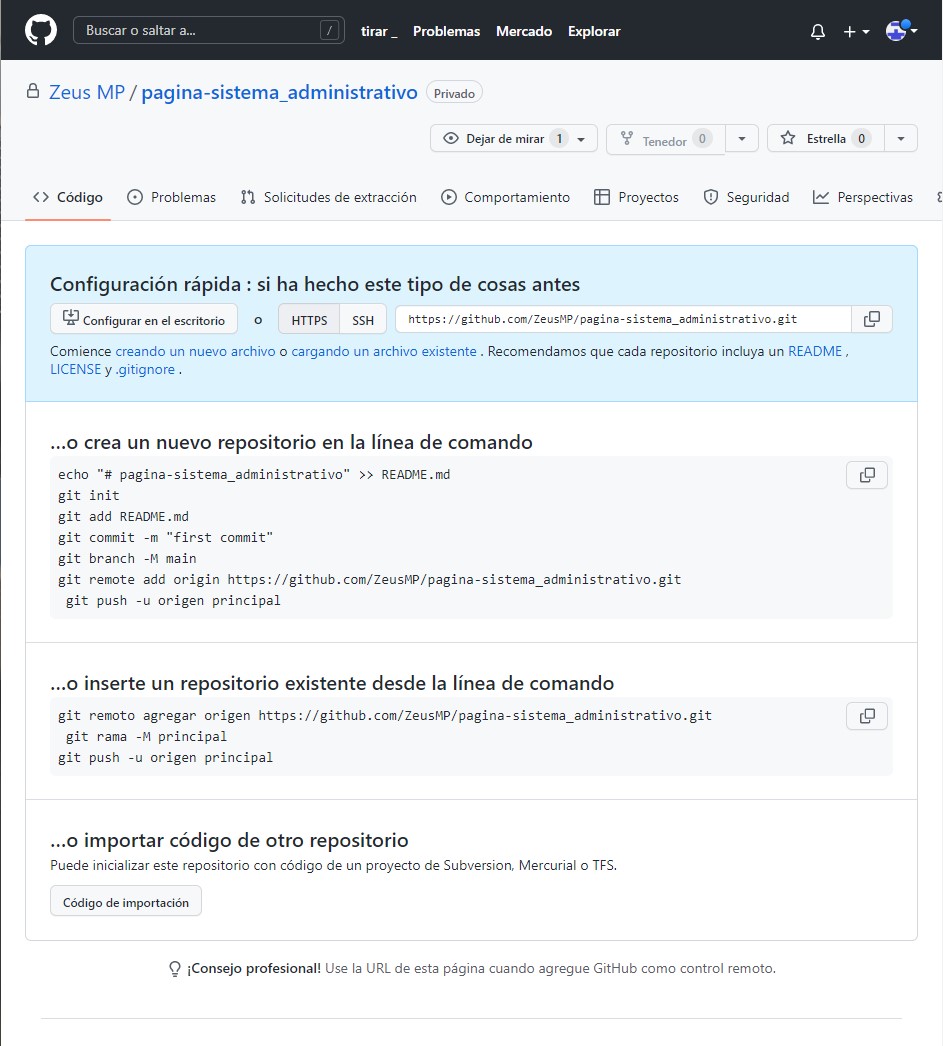 Buscar o saltar a... / tirar _ Problemas Mercado Explorar
Zeus MP / pagina-sistema_administrativo Privado
Dejar de mirar 1 Tenedor 0 Estrella 0
Código Problemas Solicitudes de extracción Comportamiento Proyectos Seguridad Perspectivas
Configuración rápida : si ha hecho este tipo de cosas antes
Configurar en el escritorio o HTTPS SSH https://github.com/ZeusMP/pagina-sistema_administrativo.git
Comience creando un nuevo archivo o cargando un archivo existente . Recomendamos que cada repositorio incluya un README ,
LICENSE y .gitignore .
...o crea un nuevo repositorio en la línea de comando
echo "# pagina-sistema_administrativo" >> README.md
git init
git add README.md
git commit -m "first commit"
git branch -M main
git remote add origin https://github.com/ZeusMP/pagina-sistema_administrativo.git
git push -u origen principal
...o inserte un repositorio existente desde la línea de comando
git remoto agregar origen https://github.com/ZeusMP/pagina-sistema_administrativo.git
git rama -M principal
git push -u origen principal
...o importar código de otro repositorio
Puede inicializar este repositorio con código de un proyecto de Subversion, Mercurial o TFS.
Código de importación
¡Consejo profesional! Use la URL de esta página cuando agregue GitHub como control remoto.